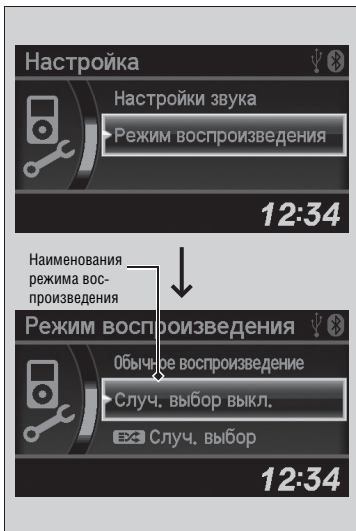 Настройка
Настройки звука
Режим воспроизведения
12:34
Наименования
режима вос-
произведения
Режим воспроизведения
Обычное воспроизведение
Случ. выбор выкл.
Случ. выбор
12:34